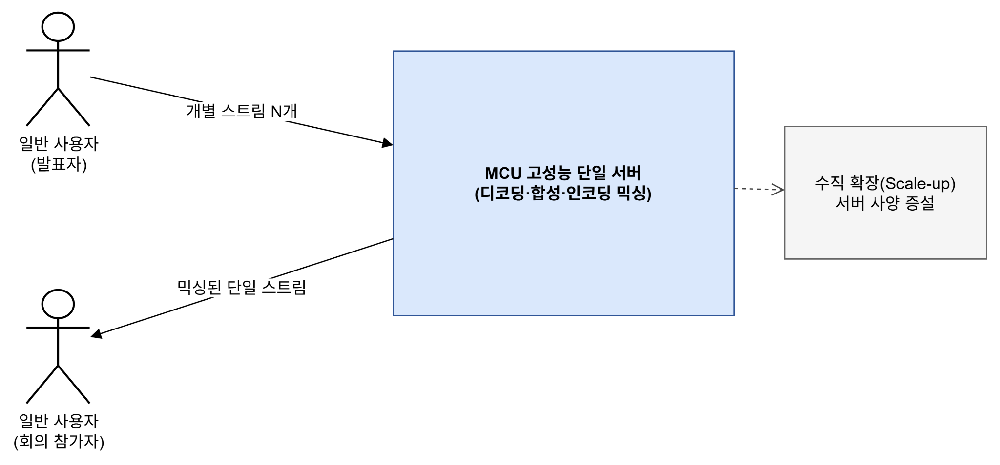 일반 사용자
(발표자)
개별 스트림 N개
MCU 고성능 단일 서버
(디코딩·합성·인코딩 믹싱)
수직 확장(Scale-up)
서버 사양 증설
믹싱된 단일 스트림
일반 사용자
(회의 참가자)